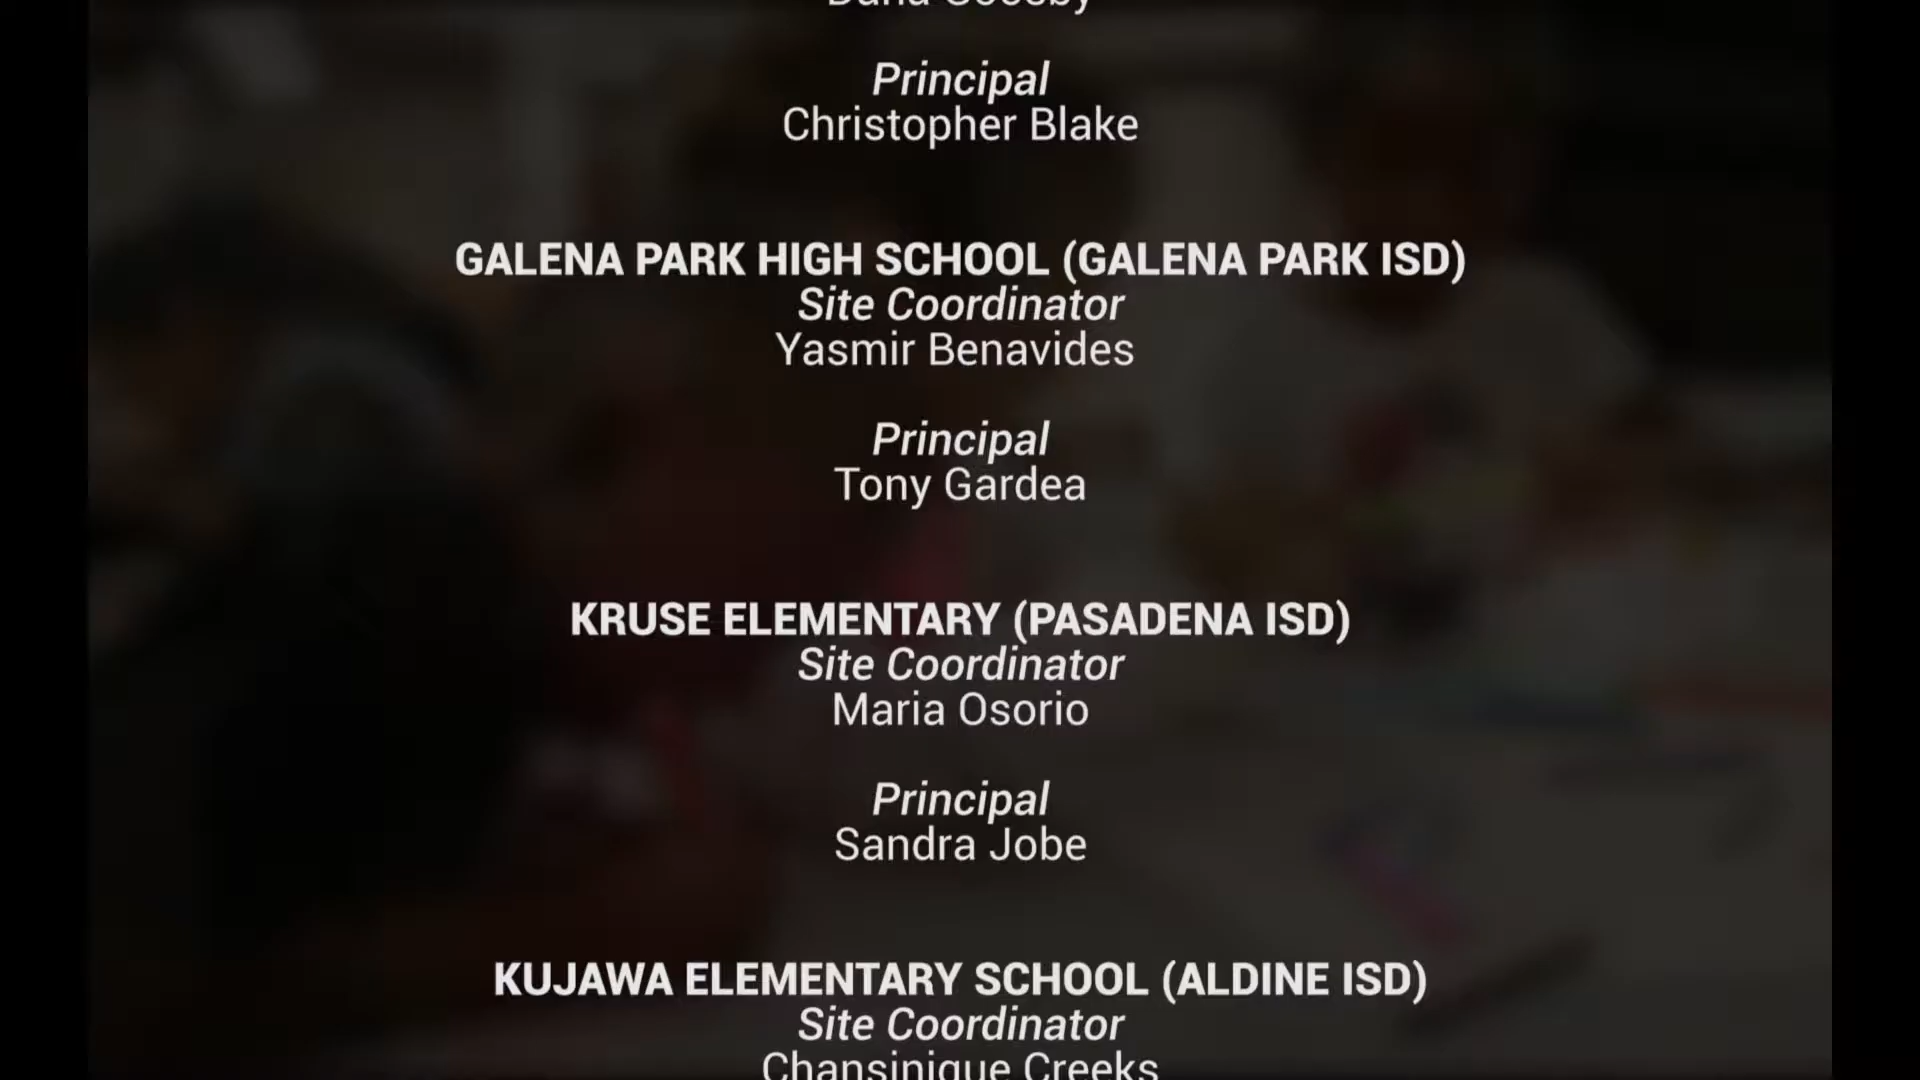 Principal
Christopher Blake
GALENA PARK HIGH SCHOOL (GALENA PARK ISD)
Site Coordinator
Yasmir Benavides
Principal
Tony Gardea
KRUSE ELEMENTARY (PASADENA ISD)
Site Coordinator
Maria Osorio
Principal
Sandra Jobe
KUJAWA ELEMENTARY SCHOOL (ALDINE ISD)
Site Coordinator
Chansinique Creeks